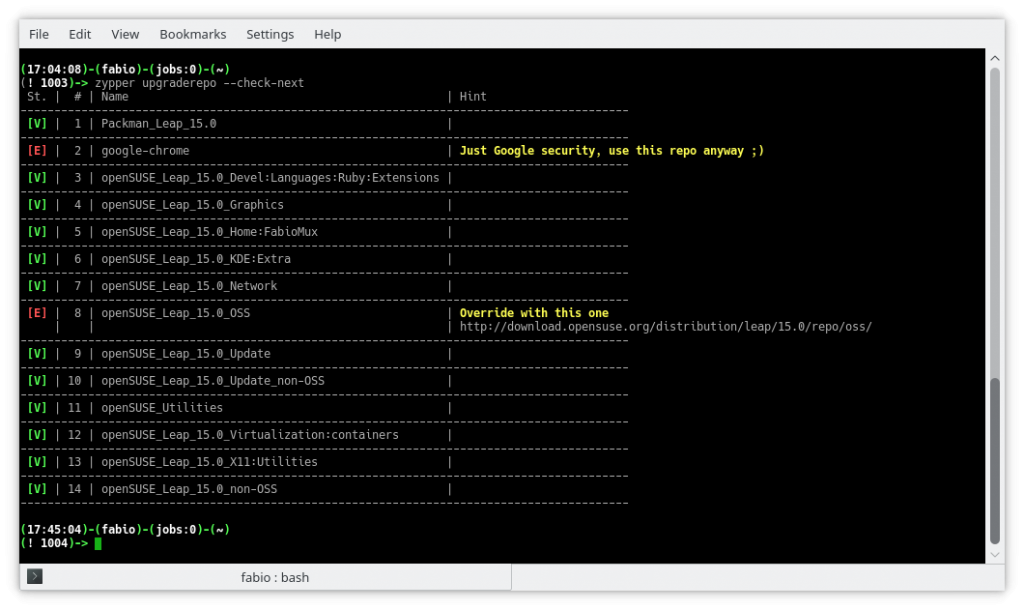 File Edit View Bookmarks Settings Help
(17:04:08)-(fabio)-(jobs:0)-(~)
(! 1003)-> zypper upgraderepo --check-next
St. | # | Name | Hint
[V] | 1 | Packman_Leap_15.0 |
[E] | 2 | google-chrome | Just Google security, use this repo anyway ;)
[V] | 3 | openSUSE_Leap_15.0_Devel:Languages:Ruby:Extensions |
[V] | 4 | openSUSE_Leap_15.0_Graphics |
[V] | 5 | openSUSE_Leap_15.0_Home:FabioMux |
[V] | 6 | openSUSE_Leap_15.0_KDE:Extra |
[V] | 7 | openSUSE_Leap_15.0_Network |
[E] | 8 | openSUSE_Leap_15.0_OSS | Override with this one
| | | http://download.opensuse.org/distribution/leap/15.0/repo/oss/
[V] | 9 | openSUSE_Leap_15.0_Update |
[V] | 10 | openSUSE_Leap_15.0_Update_non-OSS |
[V] | 11 | openSUSE_Utilities |
[V] | 12 | openSUSE_Leap_15.0_Virtualization:containers |
[V] | 13 | openSUSE_Leap_15.0_X11:Utilities |
[V] | 14 | openSUSE_Leap_15.0_non-OSS |
(17:45:04)-(fabio)-(jobs:0)-(~)
(! 1004)->
fabio : bash